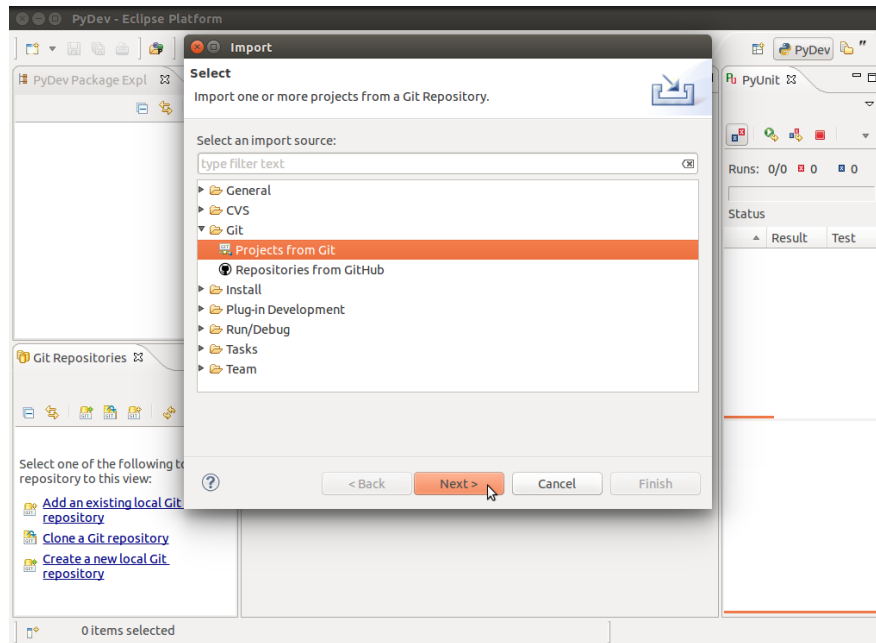 PyDev - Eclipse Platform
Import
PyDev
PyDev Package Expl
Select
Import one or more projects from a Git Repository.
PyUnit
Select an import source:
type filter text
General
CVS
Git
Projects from Git
Repositories from GitHub
Install
Plug-in Development
Run/Debug
Tasks
Team
Runs: 0/0 0 0
Status
Result Test
Git Repositories
Select one of the following to
repository to this view:
Add an existing local Git
repository
Clone a Git repository
Create a new local Git
repository
< Back Next > Cancel Finish
0 items selected